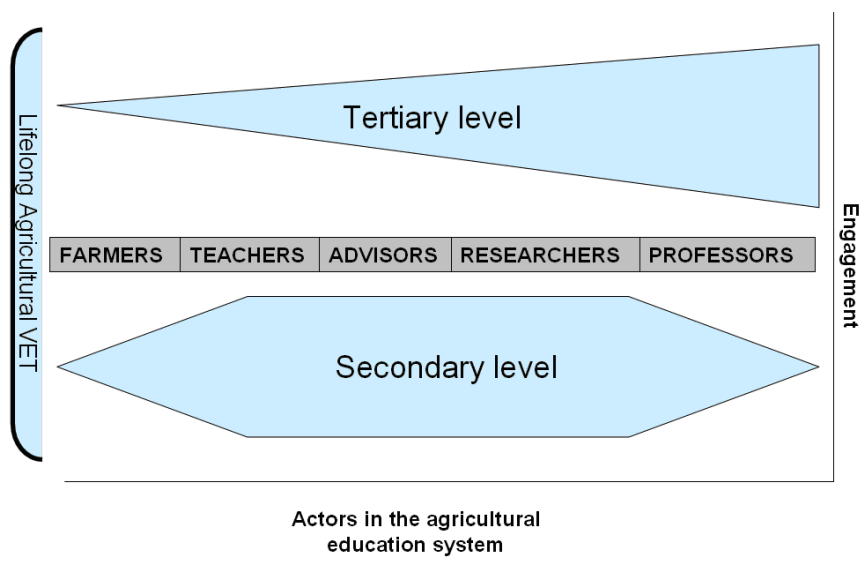 Lifelong Agricultural VET
Tertiary level
FARMERS TEACHERS ADVISORS RESEARCHERS PROFESSORS
Secondary level
Engagement
Actors in the agricultural
education system